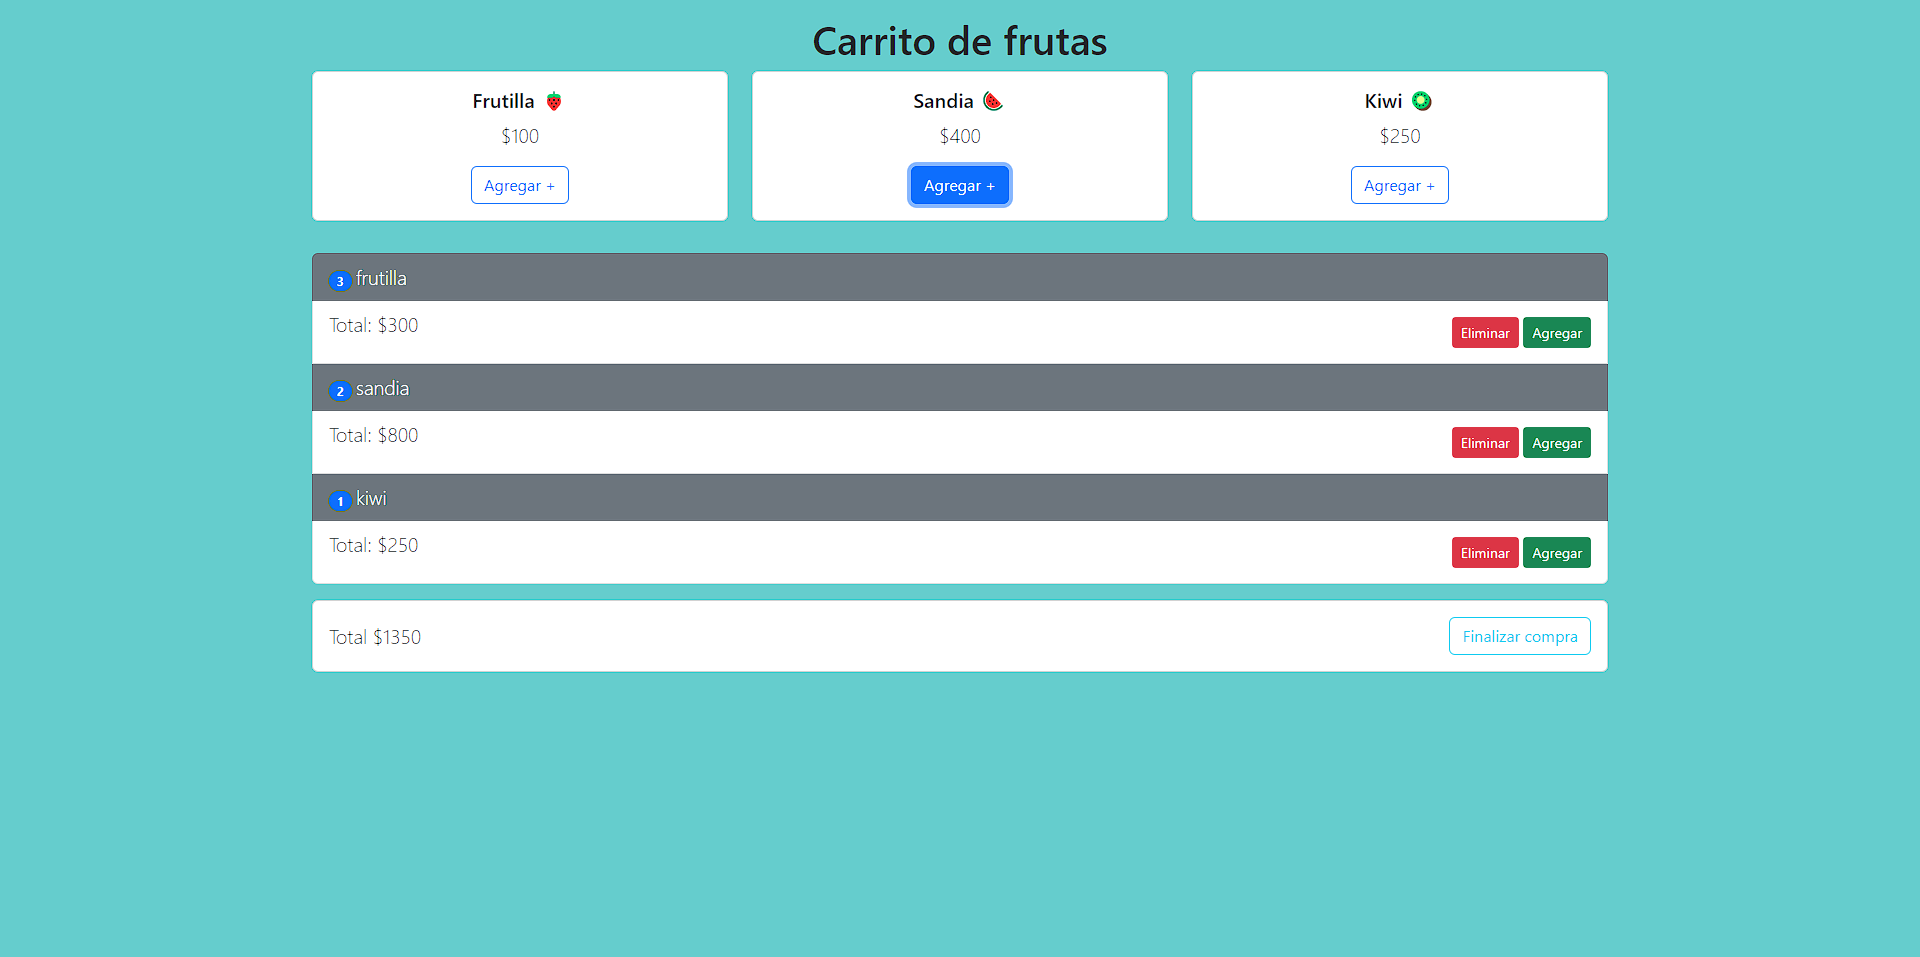 Carrito de frutas
Frutilla 🍓
$100
Agregar +
Sandia 🍉
$400
Agregar +
Kiwi 🥝
$250
Agregar +
3 frutilla
Total: $300
Eliminar Agregar
2 sandia
Total: $800
Eliminar Agregar
1 kiwi
Total: $250
Eliminar Agregar
Total $1350
Finalizar compra